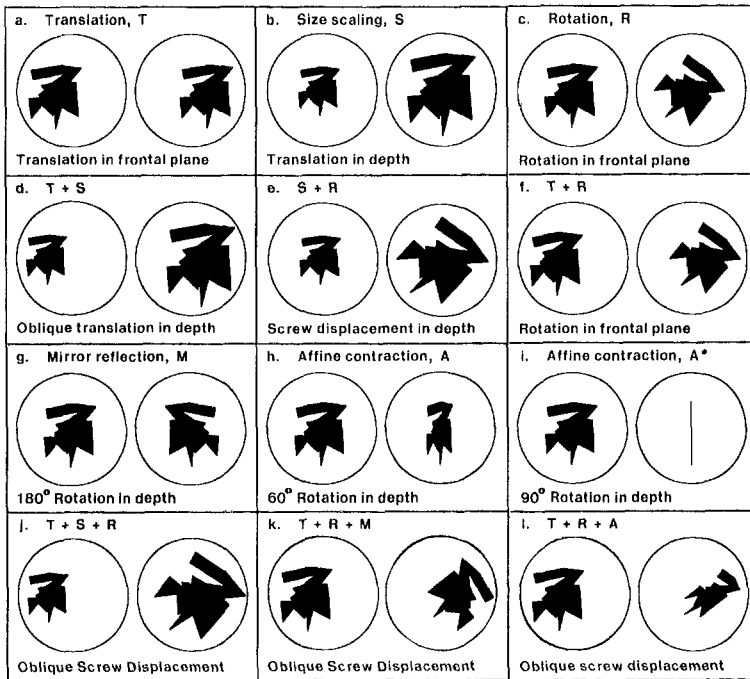 a. Translation, T
Translation in frontal plane
b. Size scaling, S
Translation in depth
c. Rotation, R
Rotation in frontal plane
d. T + S
Oblique translation in depth
e. S + R
Screw displacement in depth
f. T + R
Rotation in frontal plane
g. Mirror reflection, M
180° Rotation in depth
h. Affine contraction, A
60° Rotation in depth
i. Affine contraction, A*
90° Rotation in depth
j. T + S + R
Oblique Screw Displacement
k. T + R + M
Oblique Screw Displacement
l. T + R + A
Oblique screw displacement